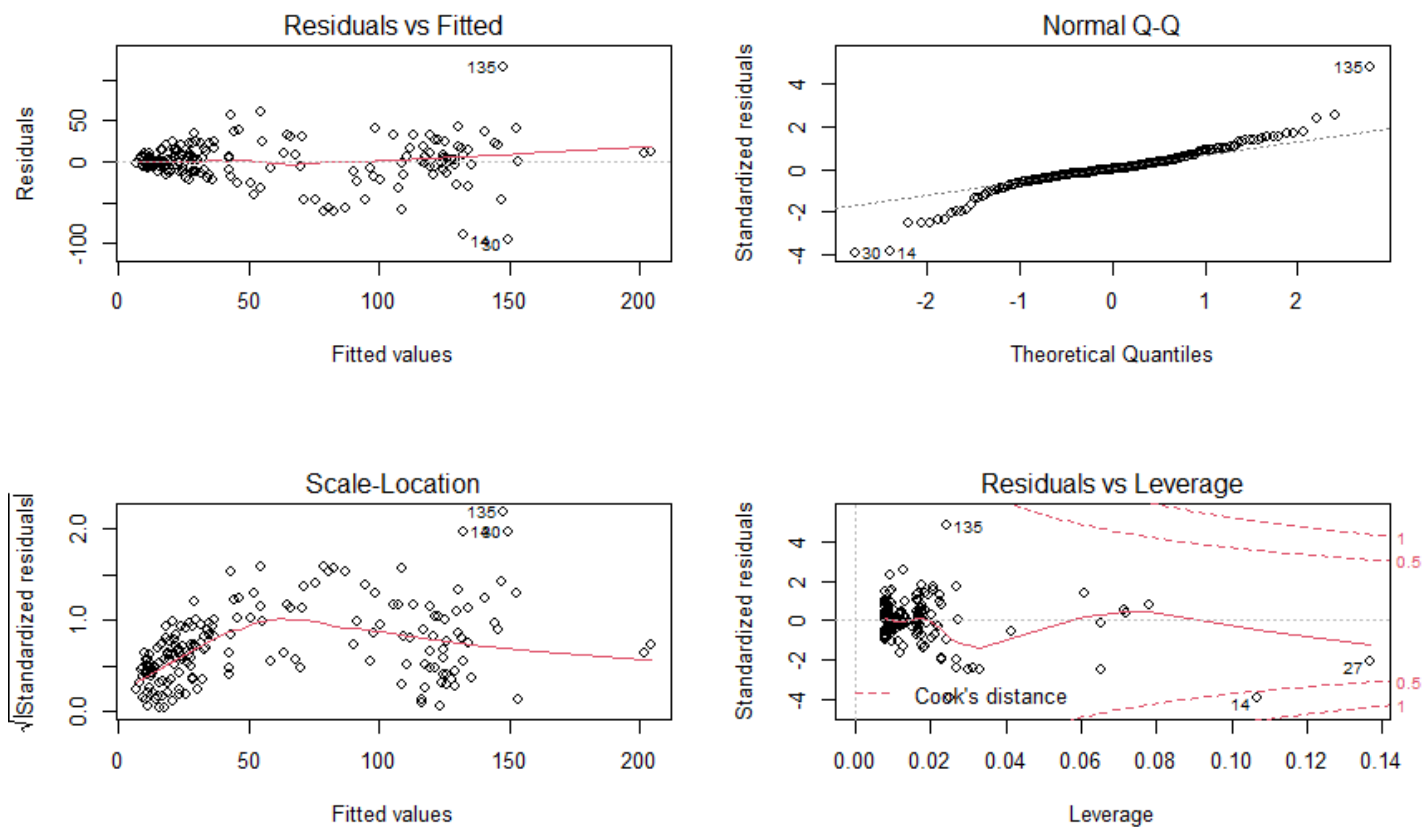 Residuals vs Fitted
Residuals
50
0
-100
135
14
30
0 50 100 150 200
Fitted values
Normal Q-Q
Standardized residuals
4
2
0
-2
-4
135
30
14
-2 -1 0 1 2
Theoretical Quantiles
Scale-Location
√|Standardized residuals|
2.0
1.0
0.0
135
14
30
0 50 100 150 200
Fitted values
Residuals vs Leverage
Standardized residuals
4
2
0
-2
-4
135
1
0.5
27
0.5
14
1
Cook's distance
0.00 0.02 0.04 0.06 0.08 0.10 0.12 0.14
Leverage